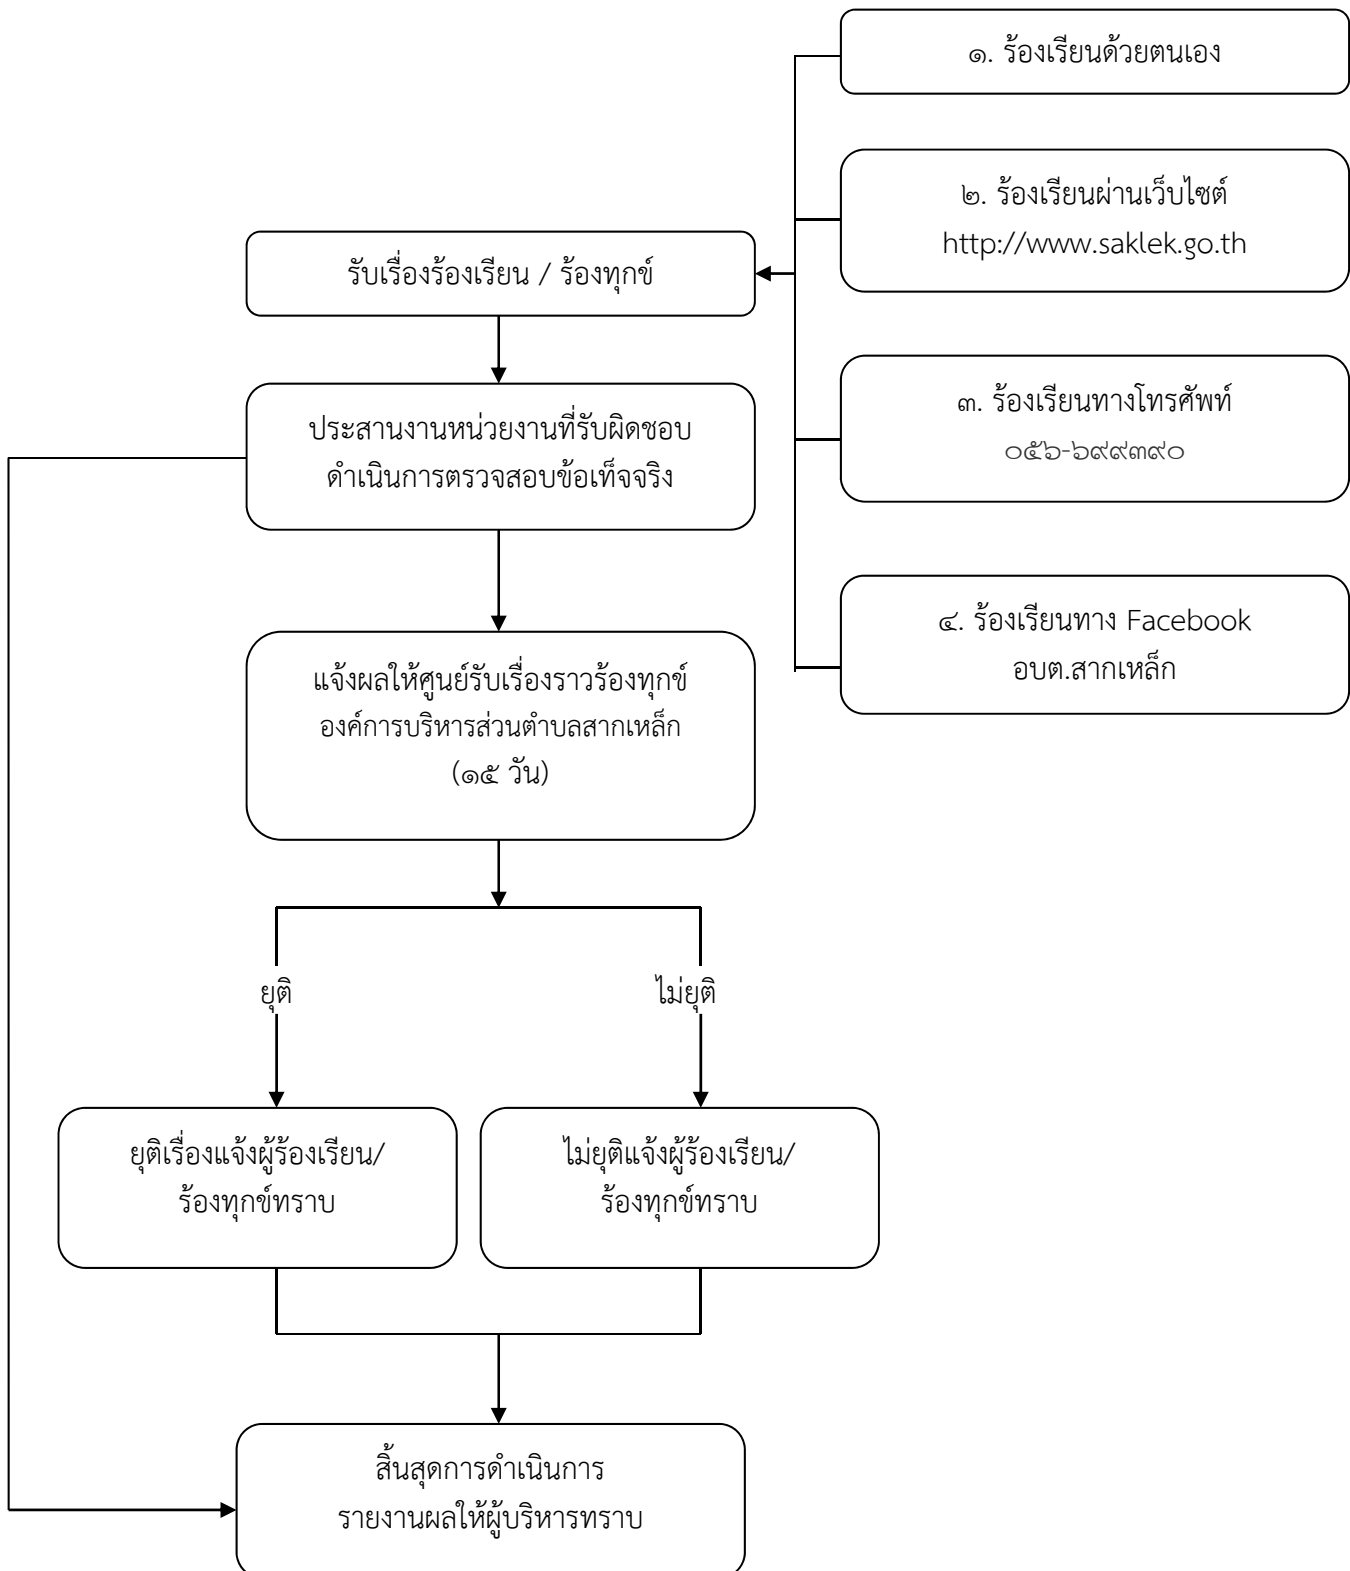 ๑. ร้องเรียนด้วยตนเอง
๒. ร้องเรียนผ่านเว็บไซต์
http://www.saklek.go.th
๓. ร้องเรียนทางโทรศัพท์
๐๕๖-๖๙๙๓๙๐
๔. ร้องเรียนทาง Facebook
อบต.สากเหล็ก
รับเรื่องร้องเรียน / ร้องทุกข์
ประสานงานหน่วยงานที่รับผิดชอบ
ดำเนินการตรวจสอบข้อเท็จจริง
แจ้งผลให้ศูนย์รับเรื่องราวร้องทุกข์
องค์การบริหารส่วนตำบลสากเหล็ก
(๑๕ วัน)
ยุติ
ไม่ยุติ
ยุติเรื่องแจ้งผู้ร้องเรียน/
ร้องทุกข์ทราบ
ไม่ยุติแจ้งผู้ร้องเรียน/
ร้องทุกข์ทราบ
สิ้นสุดการดำเนินการ
รายงานผลให้ผู้บริหารทราบ